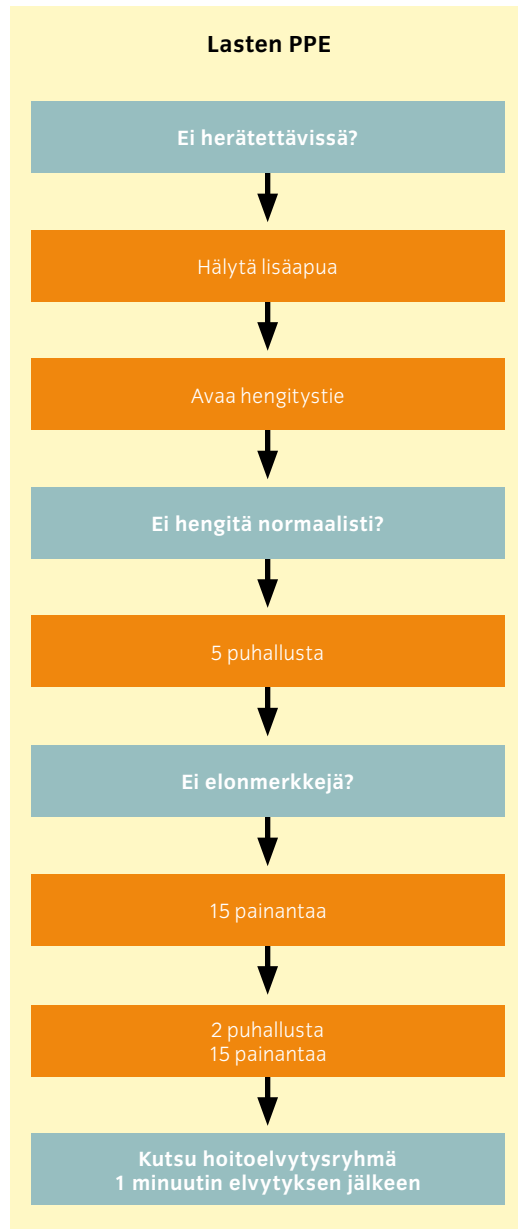 Lasten PPE
Ei herätettävissä?
Hälytä lisäapua
Avaa hengitystie
Ei hengitä normaalisti?
5 puhallusta
Ei elonmerkkejä?
15 painantaa
2 puhallusta
15 painantaa
Kutsu hoitoelvytysryhmä
1 minuutin elvytyksen jälkeen